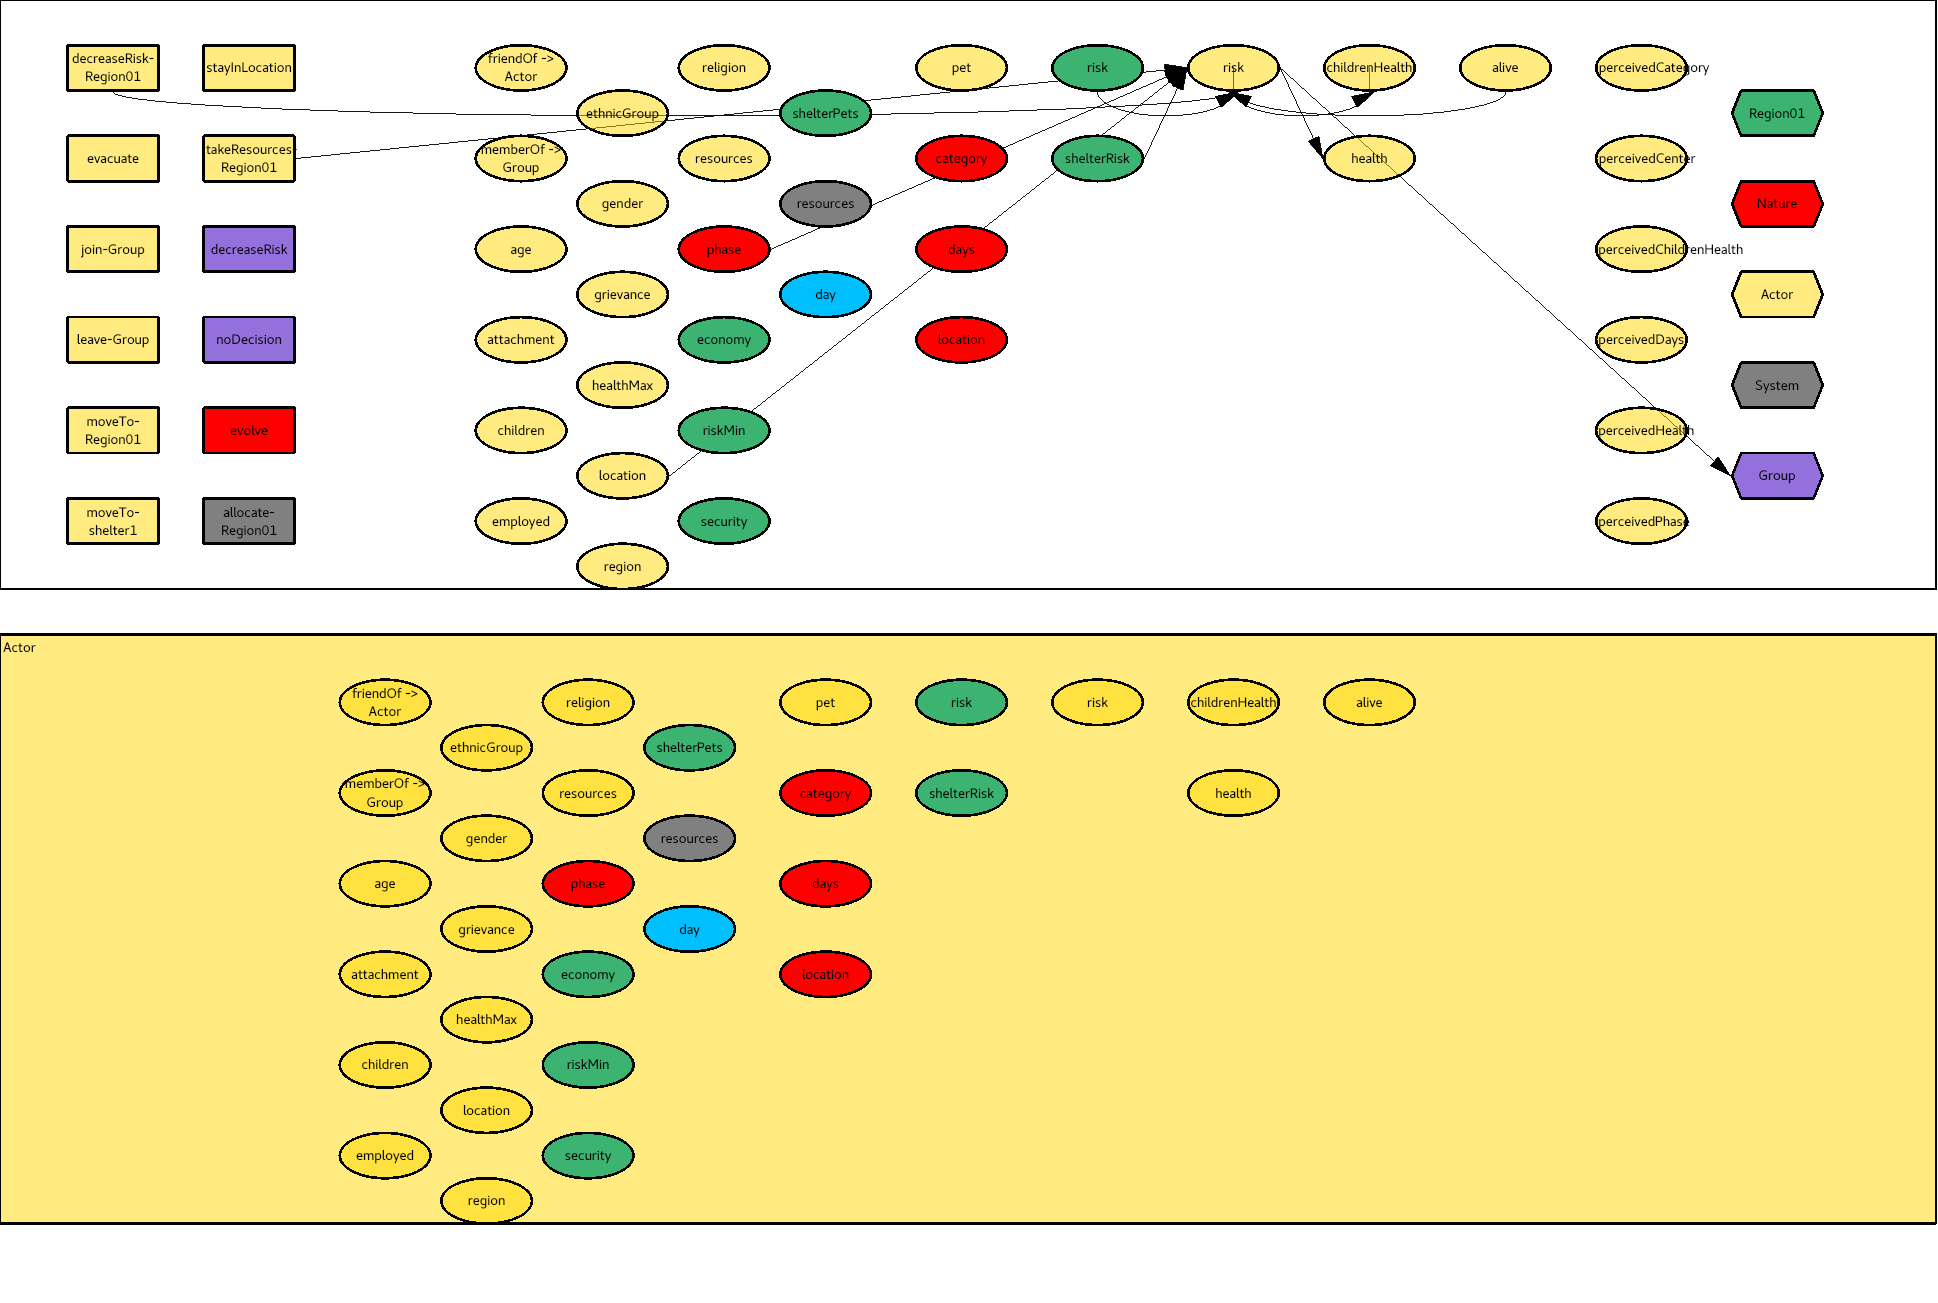 decreaseRisk-
Region01
stayInLocation
friendOf ->
Actor
religion
pet
risk
risk
childrenHealth
alive
perceivedCategory
ethnicGroup
shelterPets
Region01
evacuate
takeResources-
Region01
memberOf ->
Group
resources
category
shelterRisk
health
perceivedCenter
gender
resources
Nature
join-Group
decreaseRisk
age
phase
days
perceivedChildrenHealth
grievance
day
Actor
leave-Group
noDecision
attachment
economy
location
perceivedDays
healthMax
System
moveTo-
Region01
evolve
children
riskMin
perceivedHealth
location
Group
moveTo-
shelter1
allocate-
Region01
employed
security
perceivedPhase
region
Actor
friendOf ->
Actor
religion
pet
risk
risk
childrenHealth
alive
ethnicGroup
shelterPets
memberOf ->
Group
resources
category
shelterRisk
health
gender
resources
age
phase
days
grievance
day
attachment
economy
location
healthMax
children
riskMin
location
employed
security
region